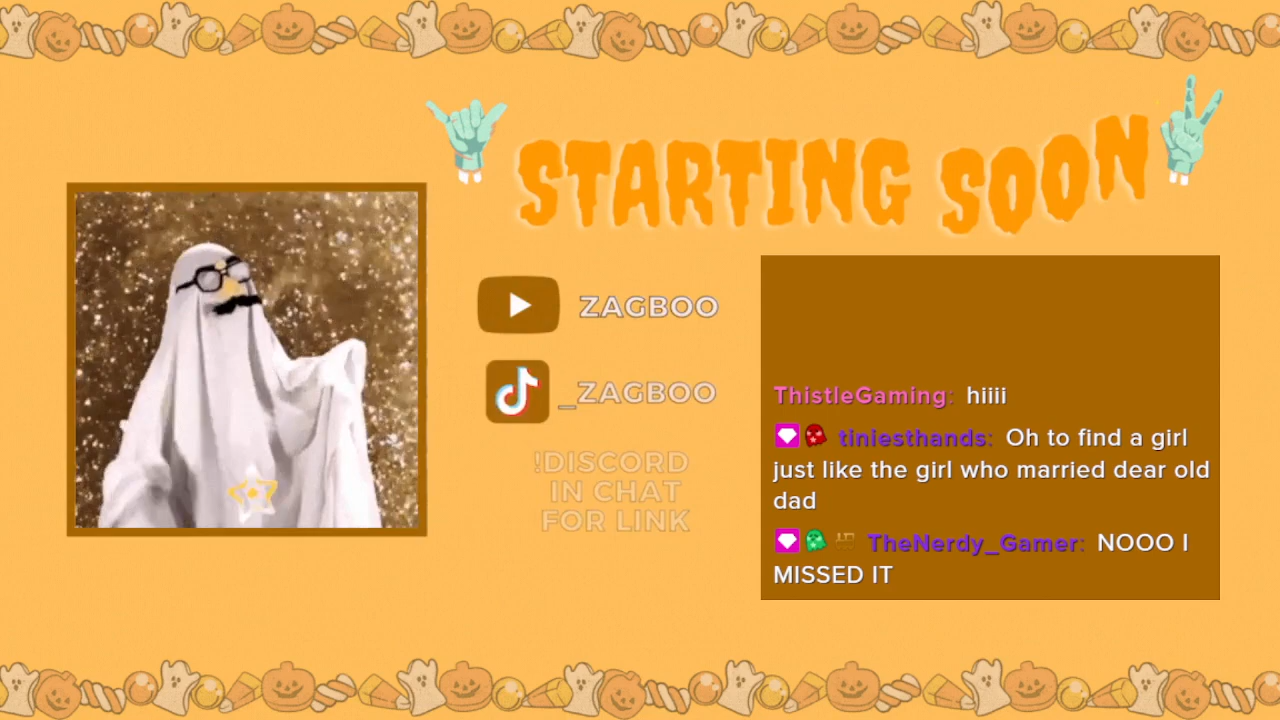 STARTING SOON
ZAGBOO
_ZAGBOO
!DISCORD
IN CHAT
FOR LINK
ThistleGaming: hiiii
tiniesthands: Oh to find a girl
just like the girl who married dear old
dad
TheNerdy_Gamer: NOOO I
MISSED IT